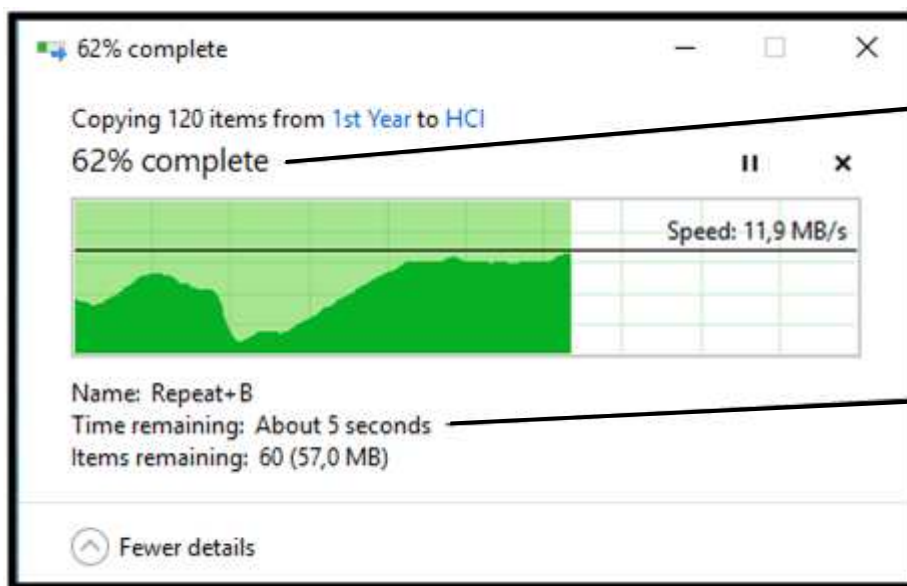 62% complete
Copying 120 items from 1st Year to HCI
62% complete
Speed: 11,9 MB/s
Name: Repeat+B
Time remaining: About 5 seconds
Items remaining: 60 (57,0 MB)
Fewer details